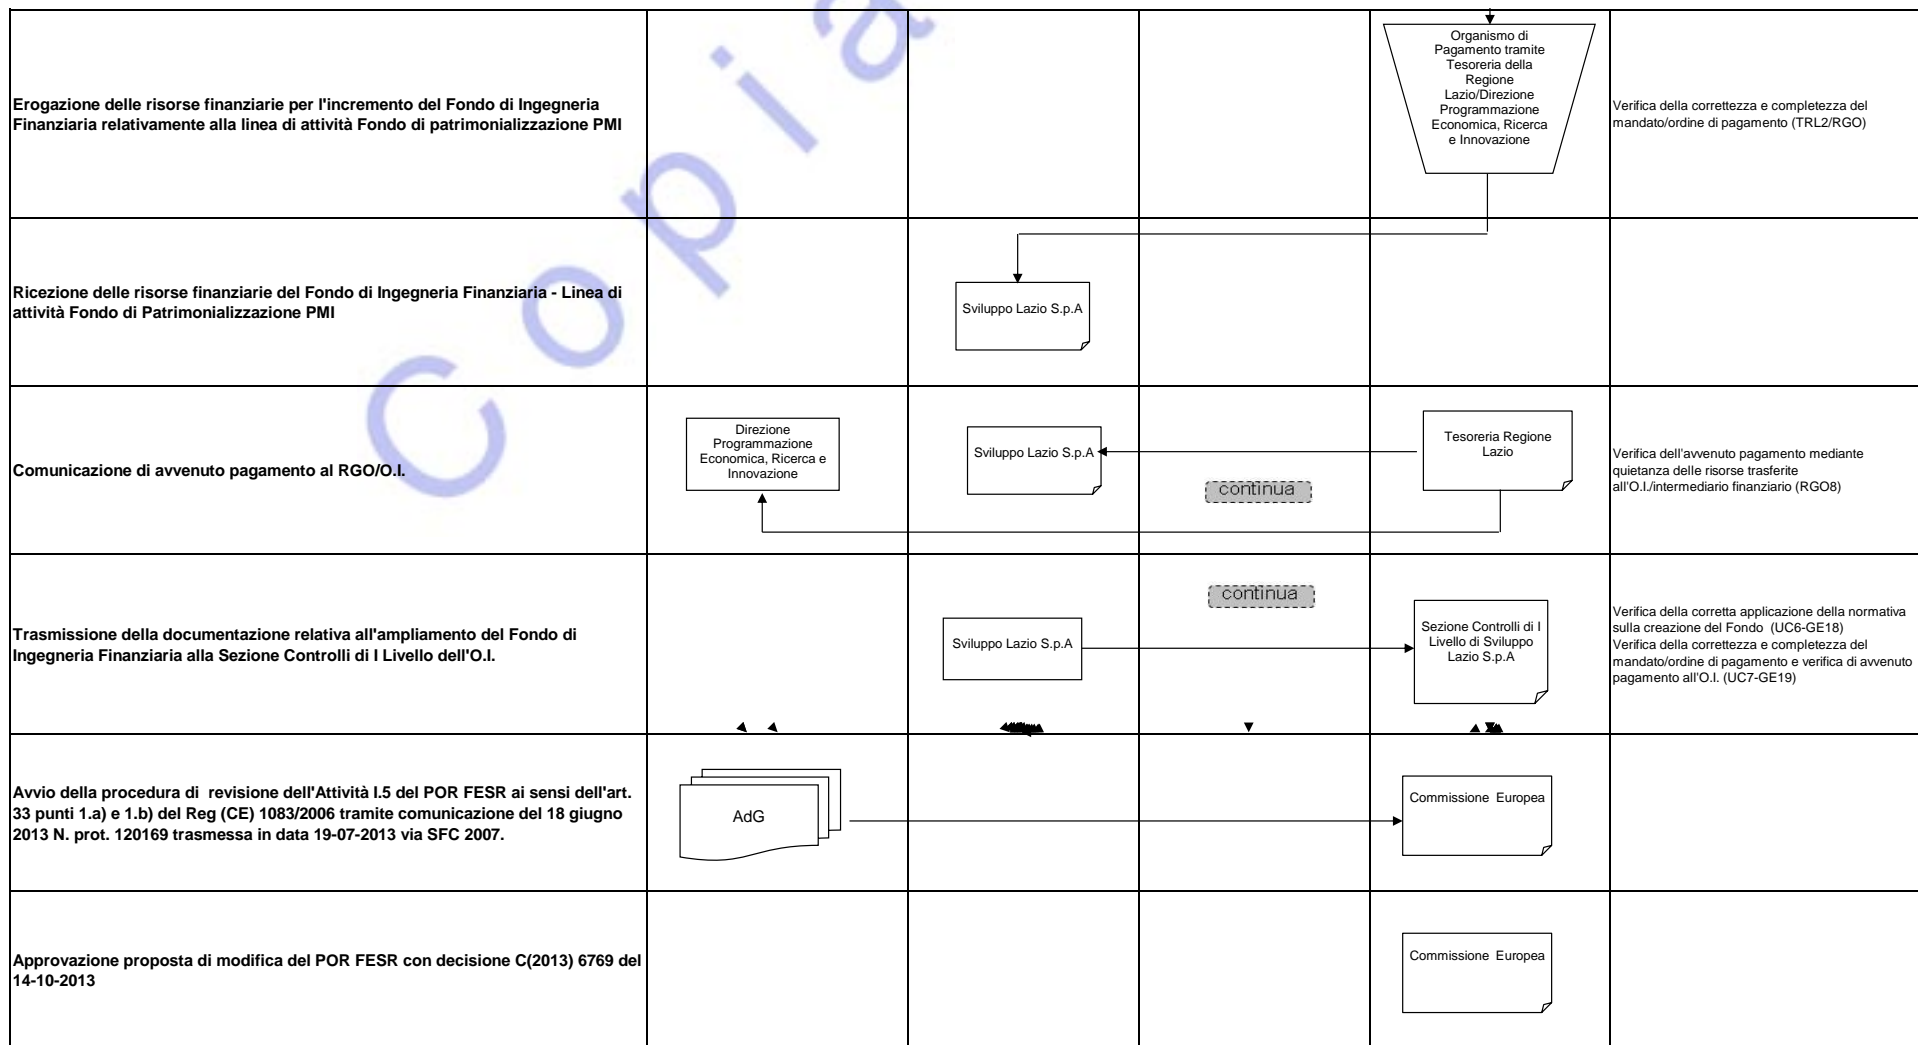 Erogazione delle risorse finanziarie per l'incremento del Fondo di Ingegneria
Finanziaria relativamente alla linea di attività Fondo di patrimonializzazione PMI
Organismo di
Pagamento tramite
Tesoreria della
Regione
Lazio/Direzione
Programmazione
Economica, Ricerca
e Innovazione
Verifica della correttezza e completezza del
mandato/ordine di pagamento (TRL2/RGO)
Ricezione delle risorse finanziarie del Fondo di Ingegneria Finanziaria - Linea di
attività Fondo di Patrimonializzazione PMI
Sviluppo Lazio S.p.A
Comunicazione di avvenuto pagamento al RGO/O.I.
Direzione
Programmazione
Economica, Ricerca e
Innovazione
Sviluppo Lazio S.p.A
continua
Tesoreria Regione
Lazio
Verifica dell'avvenuto pagamento mediante
quietanza delle risorse trasferite
all'O.I./intermediario finanziario (RGO8)
Trasmissione della documentazione relativa all'ampliamento del Fondo di
Ingegneria Finanziaria alla Sezione Controlli di I Livello dell'O.I.
Sviluppo Lazio S.p.A
continua
Sezione Controlli di I
Livello di Sviluppo
Lazio S.p.A
Verifica della corretta applicazione della normativa
sulla creazione del Fondo (UC6-GE18)
Verifica della correttezza e completezza del
mandato/ordine di pagamento e verifica di avvenuto
pagamento all'O.I. (UC7-GE19)
Avvio della procedura di revisione dell'Attività I.5 del POR FESR ai sensi dell'art.
33 punti 1.a) e 1.b) del Reg (CE) 1083/2006 tramite comunicazione del 18 giugno
2013 N. prot. 120169 trasmessa in data 19-07-2013 via SFC 2007.
AdG
Commissione Europea
Approvazione proposta di modifica del POR FESR con decisione C(2013) 6769 del
14-10-2013
Commissione Europea
Copia